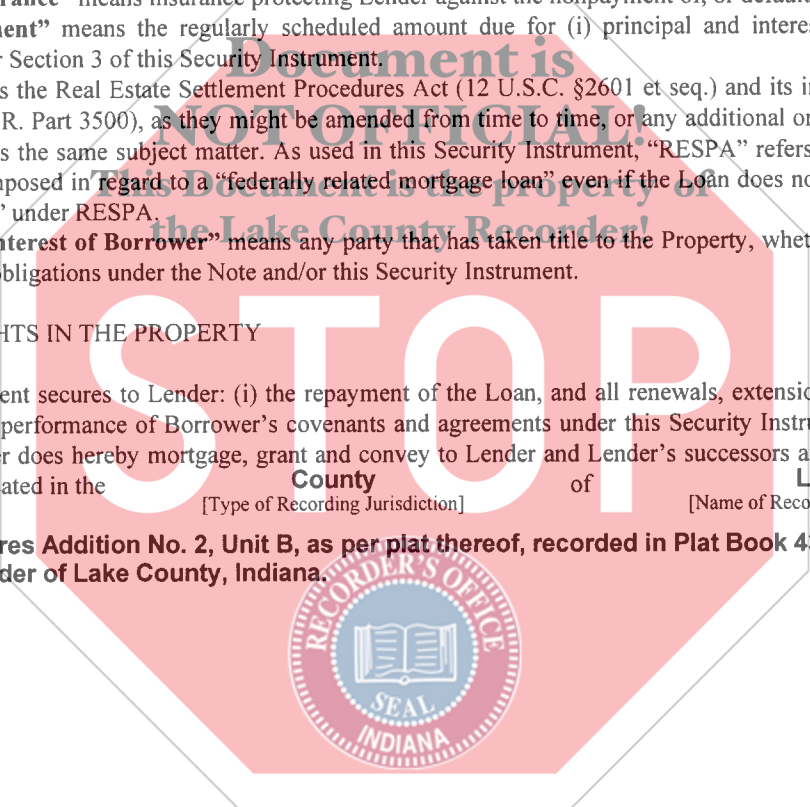 means insurance protecting Lender against the nonpayment of, or
ent” means the regularly scheduled amount due for (i) principal and
Section 3 of this Security Instrument.
Document is
s the Real Estate Settlement Procedures Act (12 U.S.C. §2601 et seq.) and its
R. Part 3500), as they might be amended from time to time, or any additional or
NOT OFFICIAL!
s the same subject matter. As used in this Security Instrument, “RESPA” refers
posed in regard to a “federally related mortgage loan” even if the Loan does
This Document is the property of
” under RESPA.
the Lake County Recorder!
nterest of Borrower” means any party that has taken title to the Property,
bligations under the Note and/or this Security Instrument.
HTS IN THE PROPERTY
STOP
ent secures to Lender: (i) the repayment of the Loan, and all renewals,
performance of Borrower’s covenants and agreements under this Security
r does hereby mortgage, grant and convey to Lender and Lender’s successors
ated in the County of L
[Type of Recording Jurisdiction] [Name of
res Addition No. 2, Unit B, as per plat thereof, recorded in Plat Book
der of Lake County, Indiana.
RECORDER'S OFFICE
SEAL
INDIANA